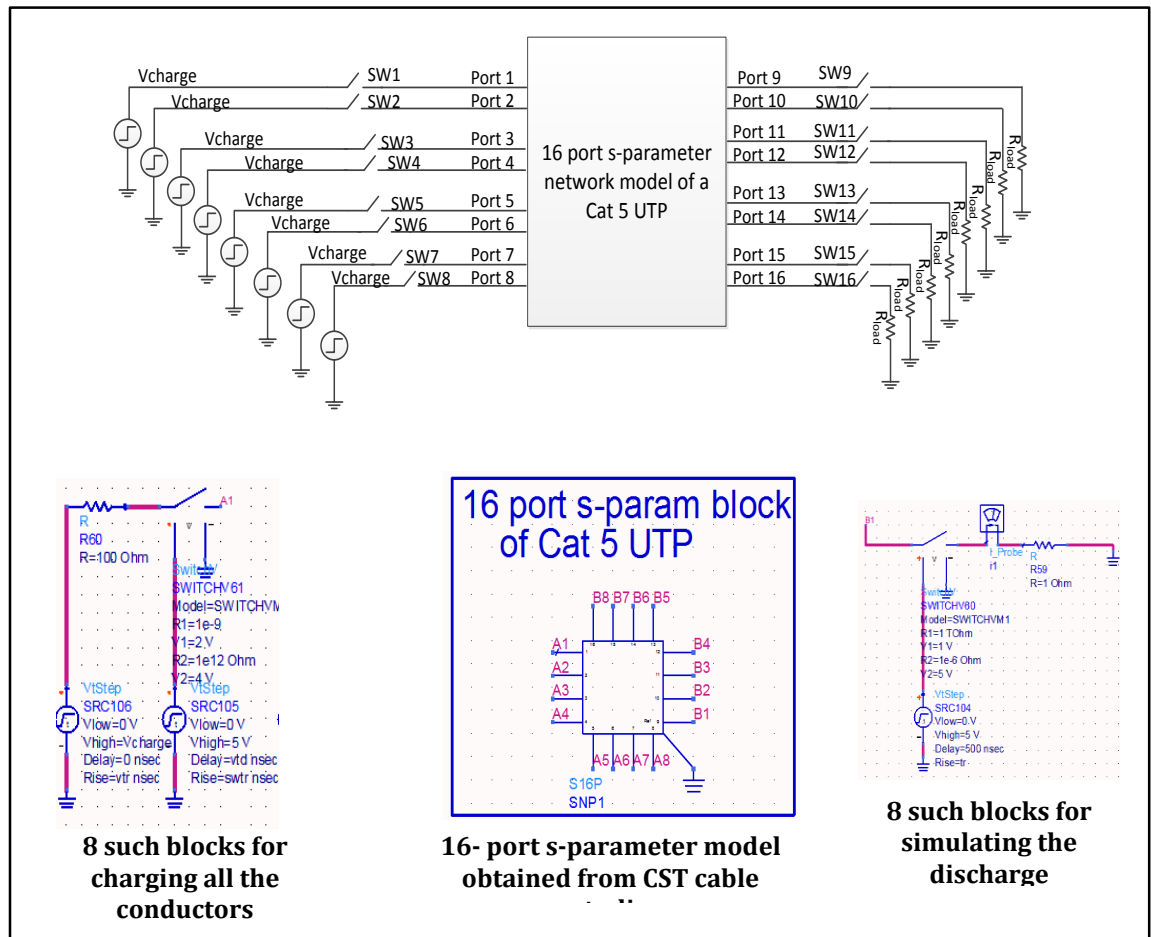 Vcharge SW1 Port 1
Vcharge SW2 Port 2
Vcharge SW3 Port 3
Vcharge SW4 Port 4
Vcharge SW5 Port 5
Vcharge SW6 Port 6
Vcharge SW7 Port 7
Vcharge SW8 Port 8
16 port s-parameter
network model of a
Cat 5 UTP
Port 9 SW9
Port 10 SW10
Port 11 SW11
Port 12 SW12
Port 13 SW13
Port 14 SW14
Port 15 SW15
Port 16 SW16
Rload
Rload
Rload
Rload
Rload
Rload
Rload
Rload
A1
R
R60
R=100 Ohm
SwitchV
SWITCHV61
Model=SWITCHVM
R1=1e-9
V1=2 V
R2=1e12 Ohm
V2=4 V
VtStep
SRC106
Vlow=0 V
Vhigh=Vcharge
Delay=0 nsec
Rise=vtr nsec
VtStep
SRC105
Vlow=0 V
Vhigh=5 V
Delay=vtd nsec
Rise=swtr nsec
8 such blocks for
charging all the
conductors
16 port s-param block
of Cat 5 UTP
B8 B7 B6 B5
A1 B4
A2 B3
A3 B2
A4 B1
Ref
A5 A6 A7 A8
S16P
SNP1
16- port s-parameter model
obtained from CST cable
B1
I_Probe
i1
R
R59
R=1 Ohm
SwitchV
SWITCHV60
Model=SWITCHVM1
R1=1 TOhm
V1=1 V
R2=1e-6 Ohm
V2=5 V
VtStep
SRC104
Vlow=0 V
Vhigh=5 V
Delay=500 nsec
Rise=tr
8 such blocks for
simulating the
discharge